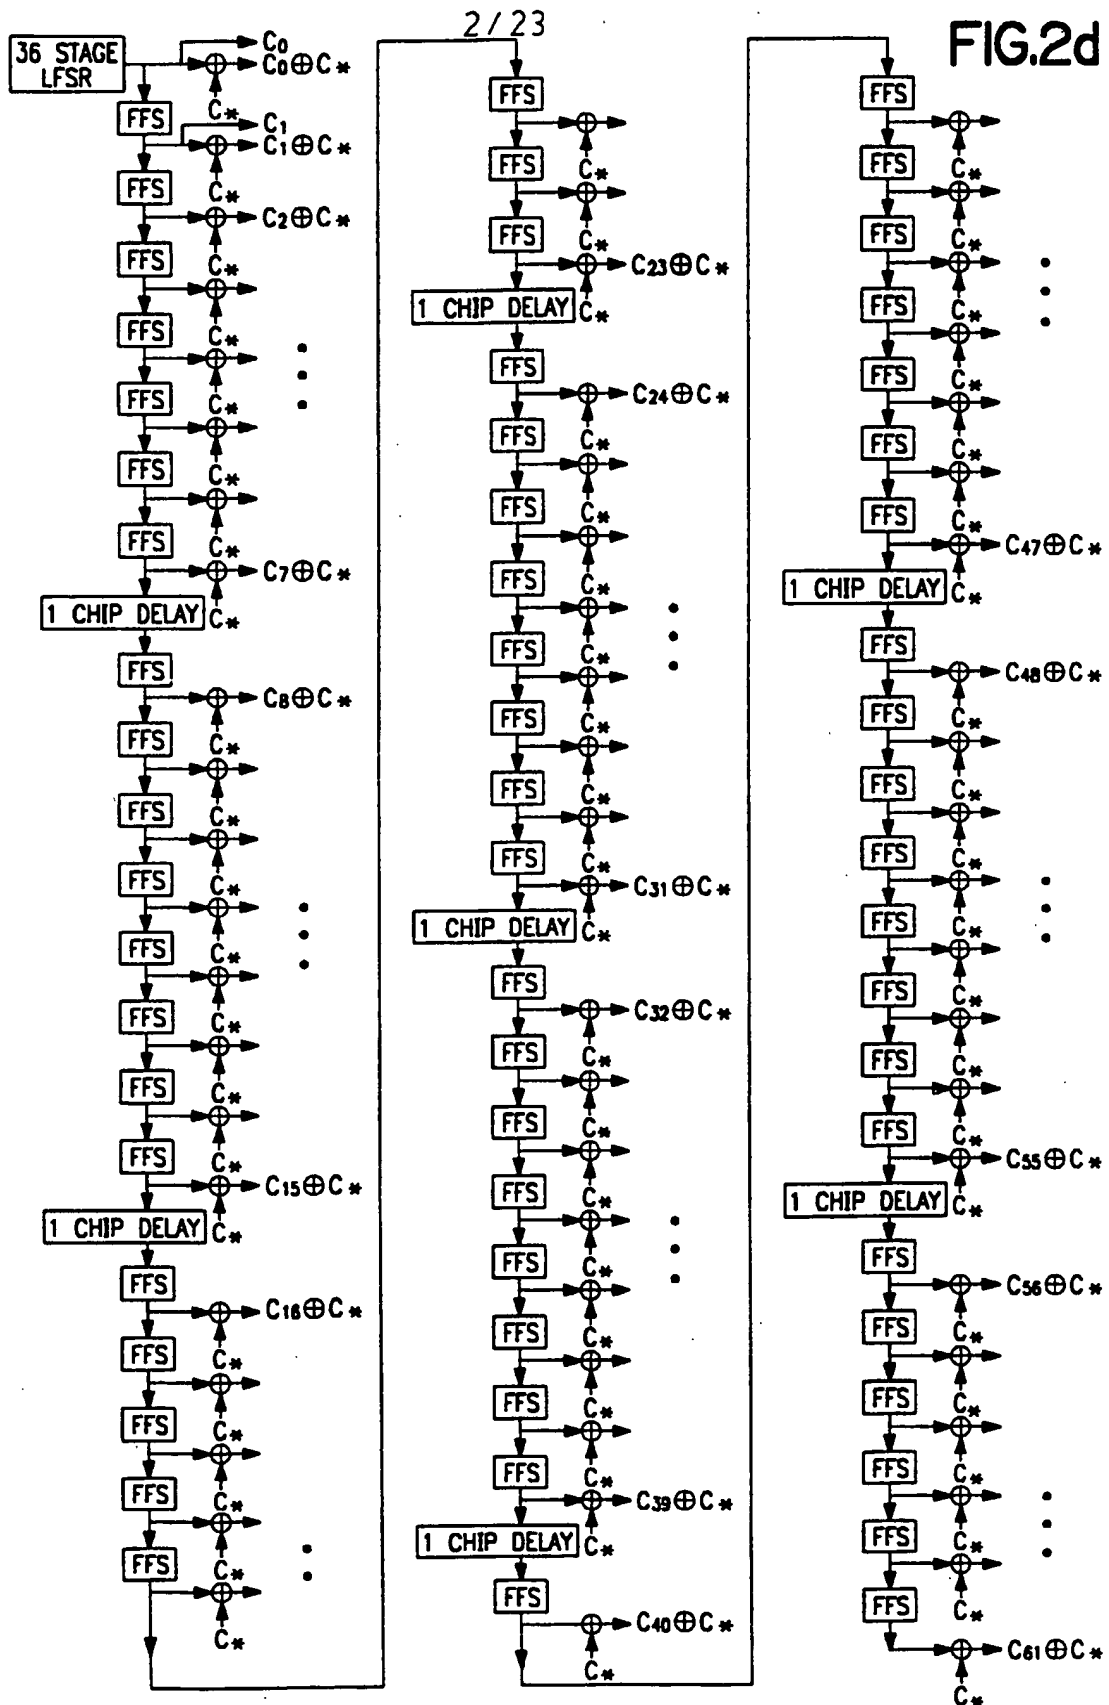 2/23
FIG.2d
36 STAGE
LFSR
C0
C0⊕C*
C*
FFS
C1
C1⊕C*
FFS
C*
C2⊕C*
FFS
C*
FFS
C*
FFS
C*
FFS
C*
FFS
C*
C7⊕C*
1 CHIP DELAY
C*
FFS
C8⊕C*
FFS
C*
FFS
C*
FFS
C*
FFS
C*
FFS
C*
FFS
C*
FFS
C*
C15⊕C*
1 CHIP DELAY
C*
FFS
C16⊕C*
FFS
C*
FFS
C*
FFS
C*
FFS
C*
C*
FFS
FFS
C*
FFS
C*
C23⊕C*
1 CHIP DELAY
C*
FFS
C24⊕C*
FFS
C*
FFS
C*
FFS
C*
FFS
C*
FFS
C*
FFS
C*
FFS
C*
C31⊕C*
1 CHIP DELAY
C*
FFS
C32⊕C*
FFS
C*
FFS
C*
FFS
C*
FFS
C*
FFS
C*
FFS
C*
FFS
C*
C39⊕C*
1 CHIP DELAY
C*
FFS
C40⊕C*
C*
FFS
FFS
C*
FFS
C*
FFS
C*
FFS
C*
FFS
C*
FFS
C*
C47⊕C*
1 CHIP DELAY
C*
FFS
C48⊕C*
FFS
C*
FFS
C*
FFS
C*
FFS
C*
FFS
C*
FFS
C*
FFS
C*
C55⊕C*
1 CHIP DELAY
C*
FFS
C56⊕C*
FFS
C*
FFS
C*
FFS
C*
FFS
C*
FFS
C*
C61⊕C*
C*